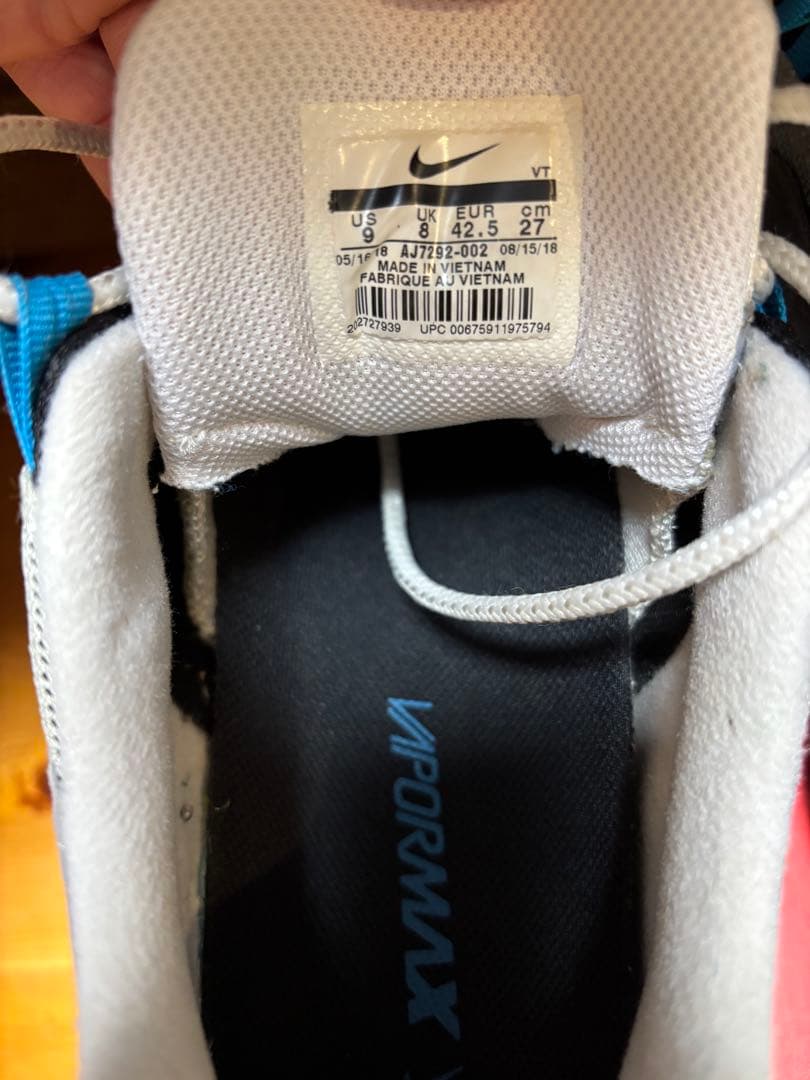 VT
US UK EUR cm
9 8 42.5 27
05/16/18 AJ7292-002 08/15/18
MADE IN VIETNAM
FABRIQUE AU VIETNAM
202727939 UPC 00675911975794
VAPORMAX